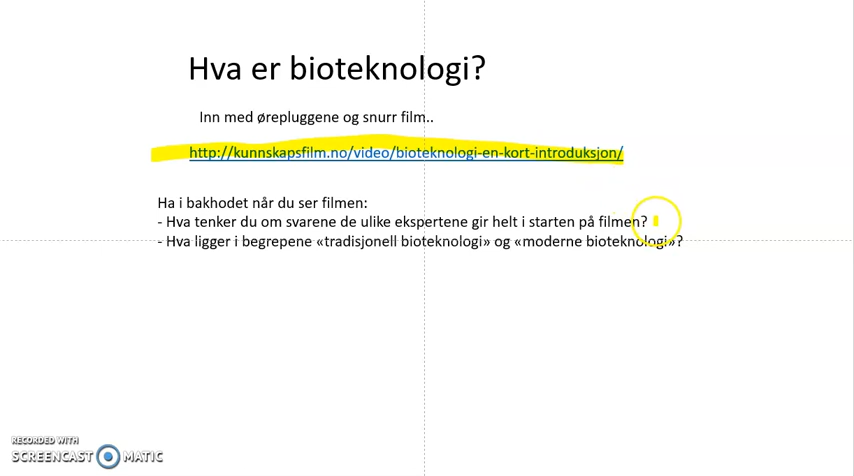 Hva er bioteknologi?
Inn med ørepluggene og snurr film..
http://kunnskapsfilm.no/video/bioteknologi-en-kort-introduksjon/
Ha i bakhodet når du ser filmen:
- Hva tenker du om svarene de ulike ekspertene gir helt i starten på filmen?
- Hva ligger i begrepene «tradisjonell bioteknologi» og «moderne bioteknologi»?
RECORDED WITH
SCREENCAST MATIC